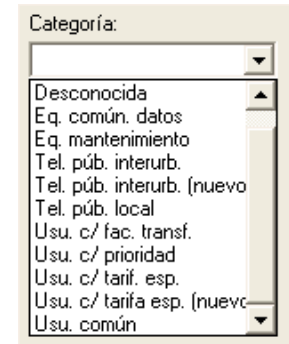 Categoría:
Desconocida
Eq. común. datos
Eq. mantenimiento
Tel. púb. interurb.
Tel. púb. interurb. (nuevo
Tel. púb. local
Usu. c/ fac. transf.
Usu. c/ prioridad
Usu. c/ tarif. esp.
Usu. c/ tarifa esp. (nuevo
Usu. común